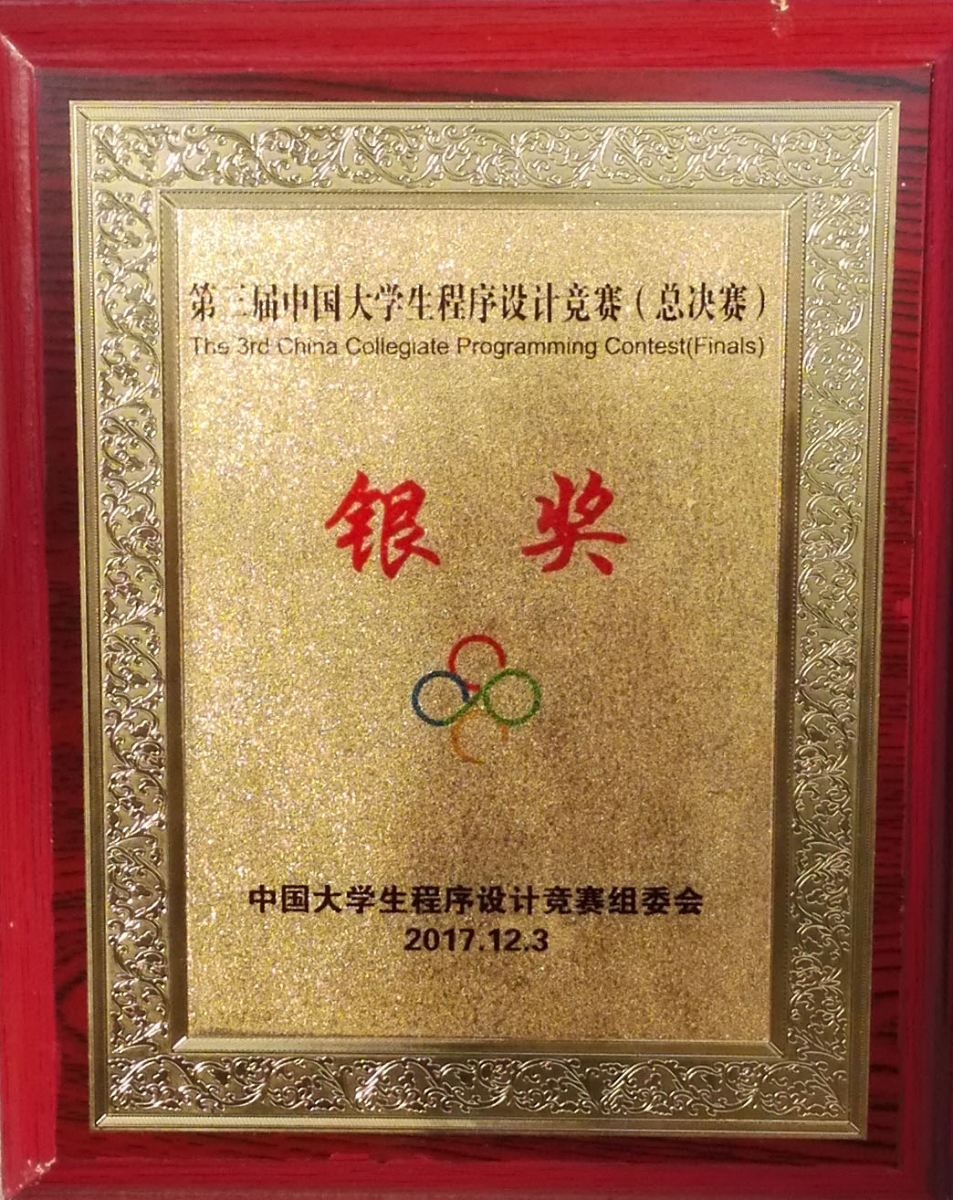 第三届中国大学生程序设计竞赛（总决赛）
The 3rd China Collegiate Programming Contest(Finals)
银奖
中国大学生程序设计竞赛组委会
2017.12.3